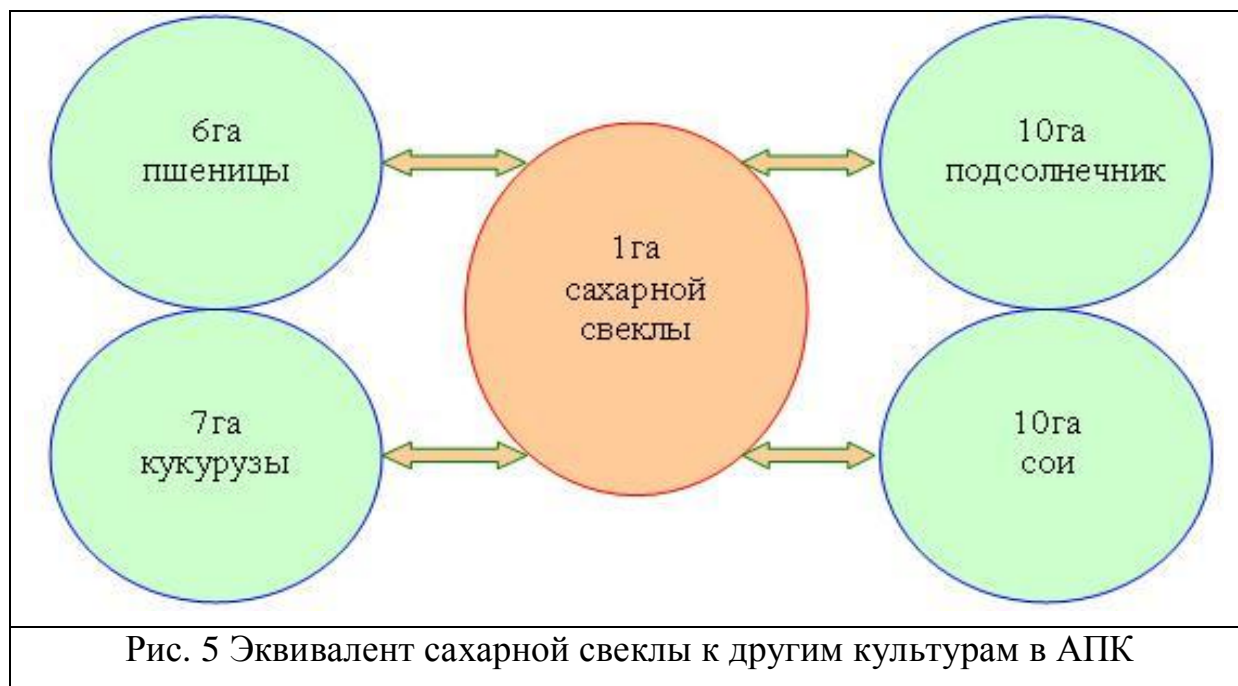 6га
пшеницы
10га
подсолнечник
1га
сахарной
свеклы
7га
кукурузы
10га
сои
Рис. 5 Эквивалент сахарной свеклы к другим культурам в АПК